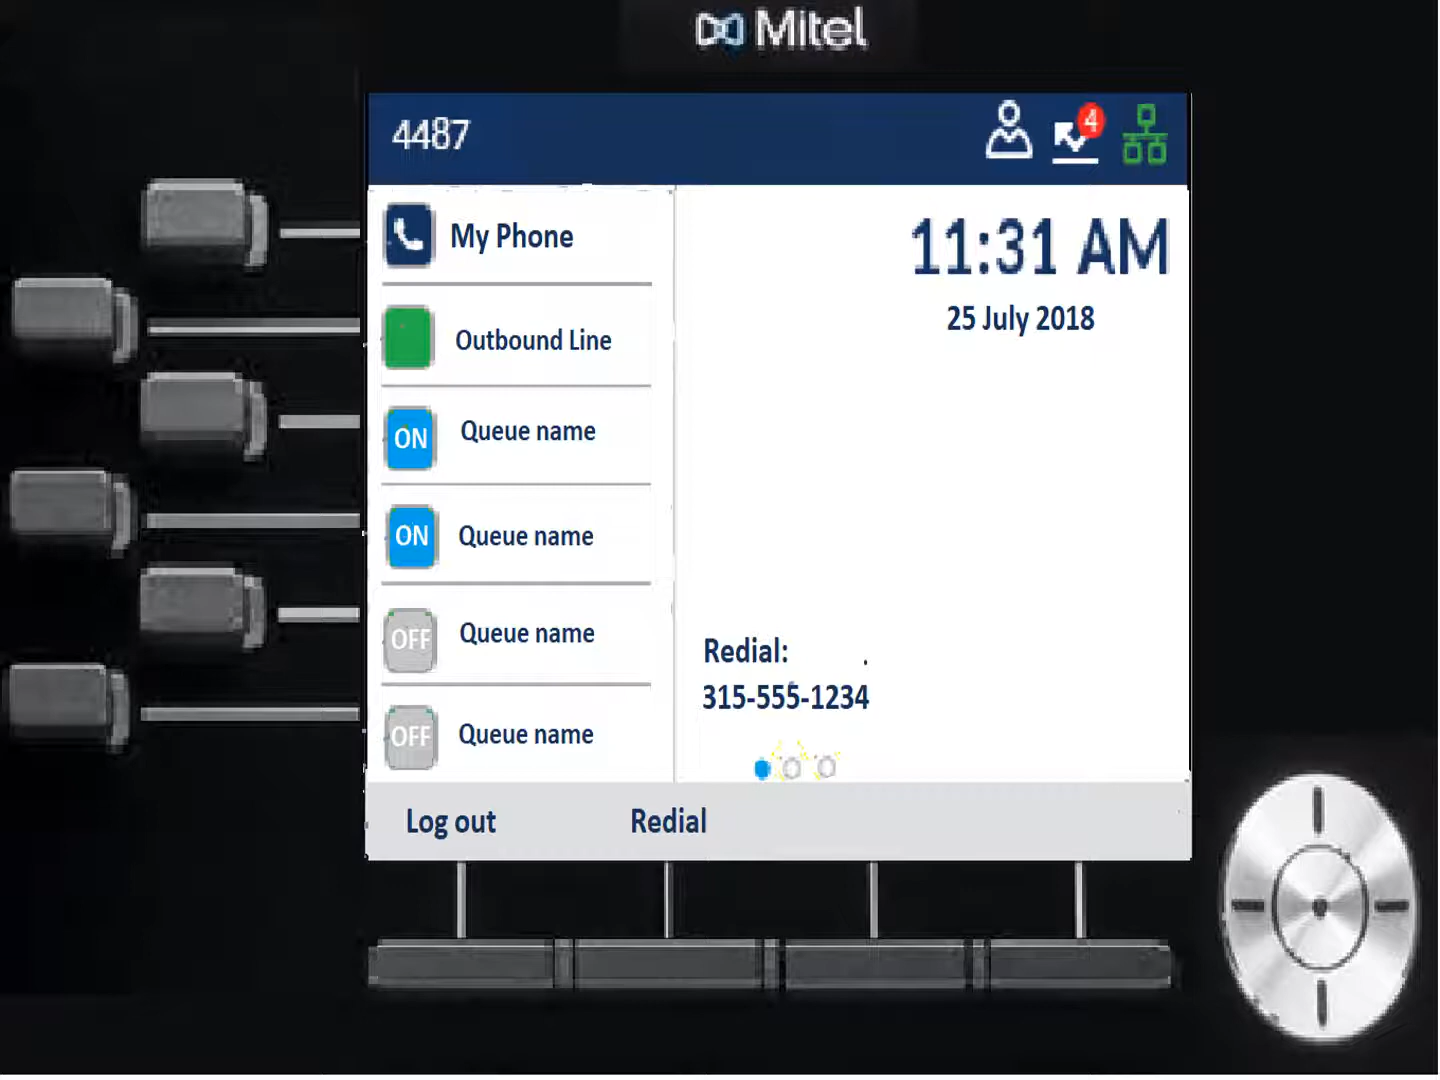 Mitel
4487
4
My Phone
11:31 AM
25 July 2018
Outbound Line
ON Queue name
ON Queue name
OFF Queue name
OFF Queue name
Redial:
315-555-1234
Log out
Redial